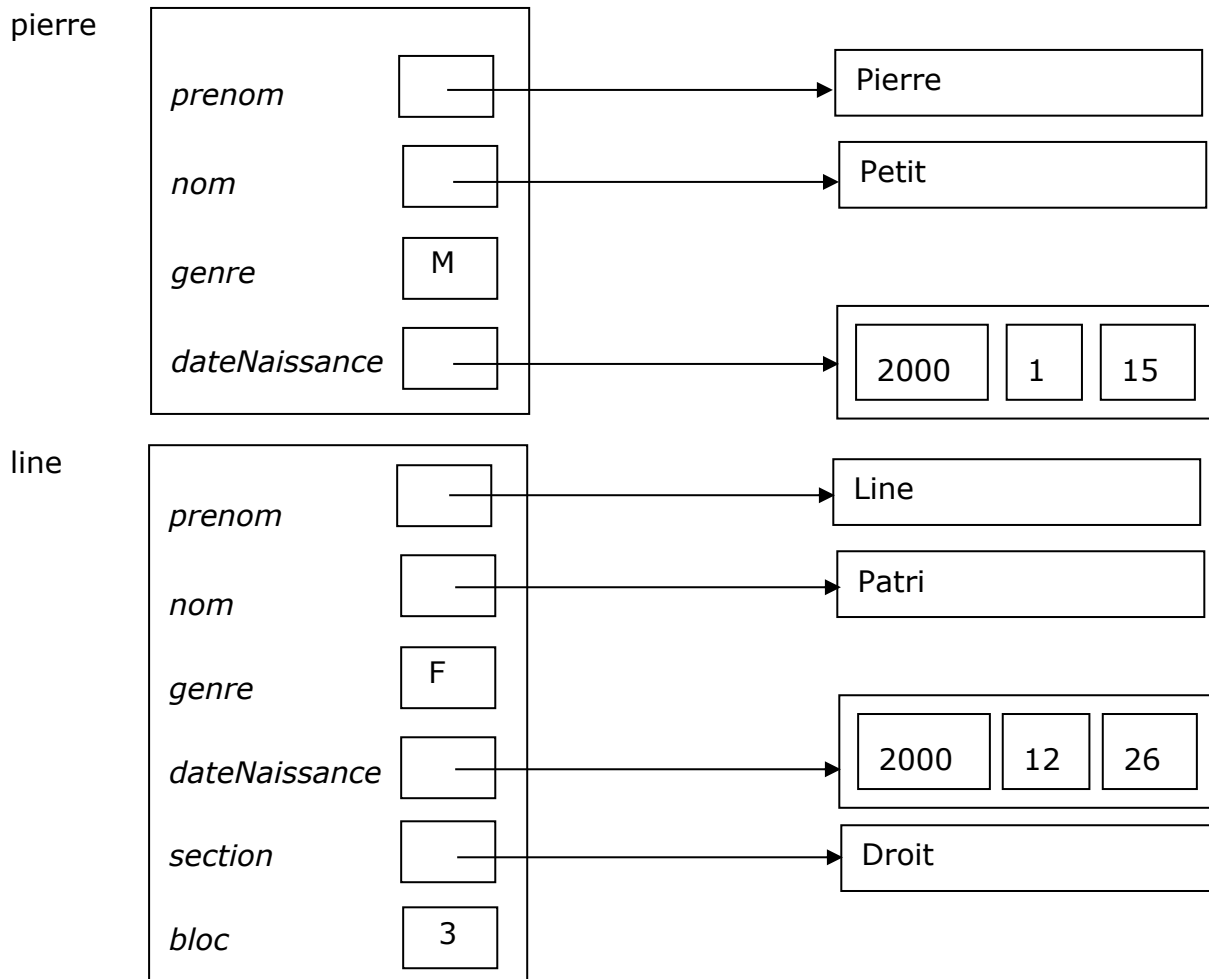 pierre
prenom Pierre
nom Petit
genre M
dateNaissance 2000 1 15
line
prenom Line
nom Patri
genre F
dateNaissance 2000 12 26
section Droit
bloc 3